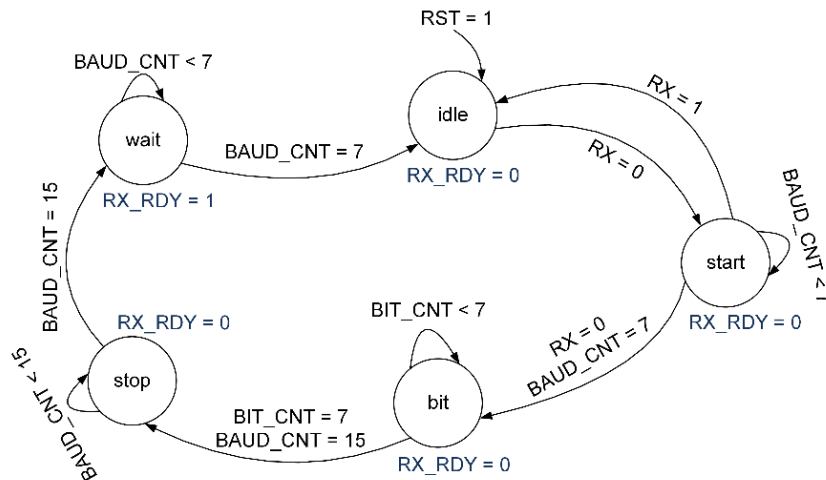 RST = 1
BAUD_CNT < 7
idle
RX = 1
wait
BAUD_CNT = 7
RX_RDY = 0
RX = 0
RX_RDY = 1
BAUD_CNT < 7
start
BAUD_CNT = 15
RX_RDY = 0
BIT_CNT < 7
RX_RDY = 0
RX = 0
BAUD_CNT = 7
stop
BAUD_CNT < 15
bit
BIT_CNT = 7
BAUD_CNT = 15
RX_RDY = 0